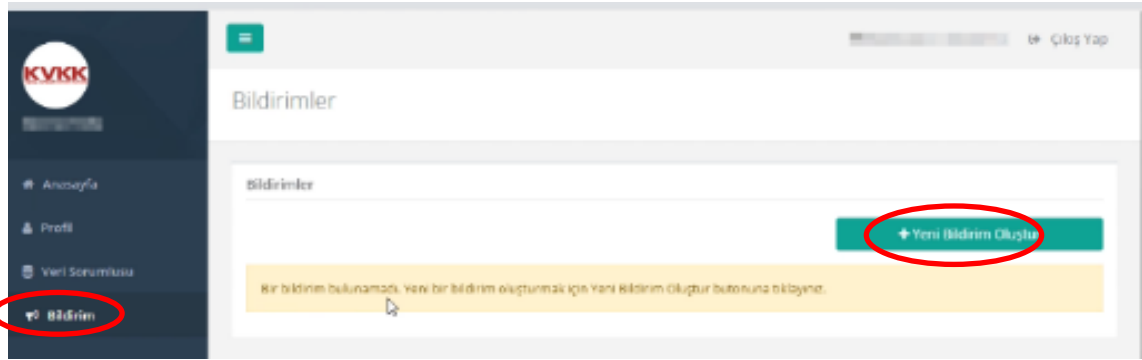 KVKK
Çıkış Yap
Bildirimler
Anasayfa
Profil
Veri Sorumlusu
Bildirim
Bildirimler
+ Yeni Bildirim Oluştur
Bir bildirim bulunamadı. Yeni bir bildirim oluşturmak için Yeni Bildirim Oluştur butonuna tıklayınız.